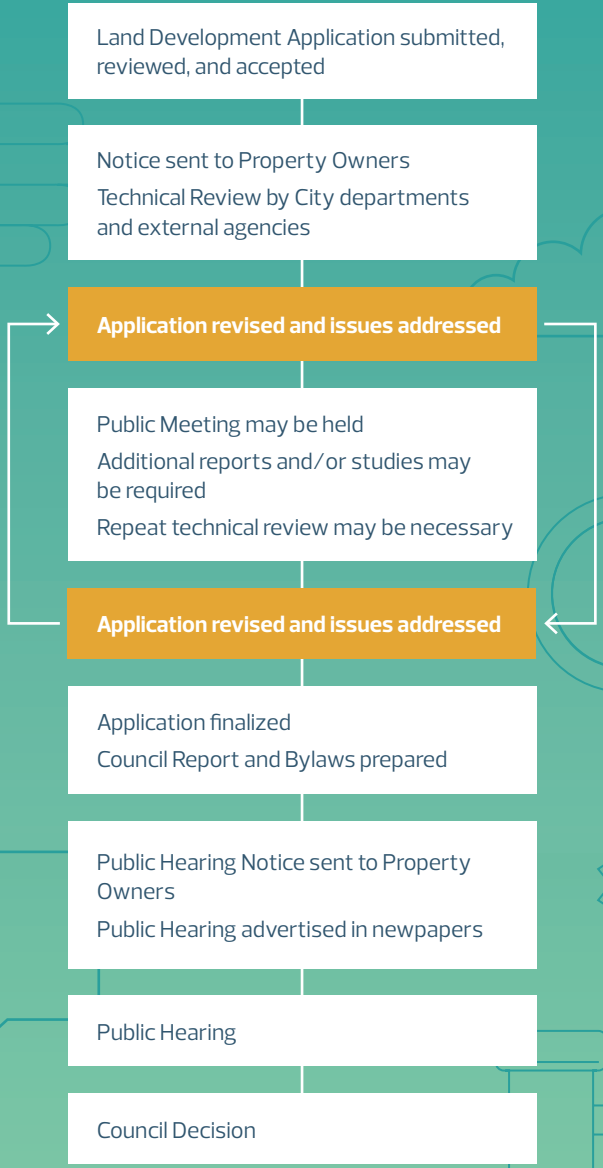 Land Development Application submitted,
reviewed, and accepted
Notice sent to Property Owners
Technical Review by City departments
and external agencies
Application revised and issues addressed
Public Meeting may be held
Additional reports and/or studies may
be required
Repeat technical review may be necessary
Application revised and issues addressed
Application finalized
Council Report and Bylaws prepared
Public Hearing Notice sent to Property
Owners
Public Hearing advertised in newpapers
Public Hearing
Council Decision